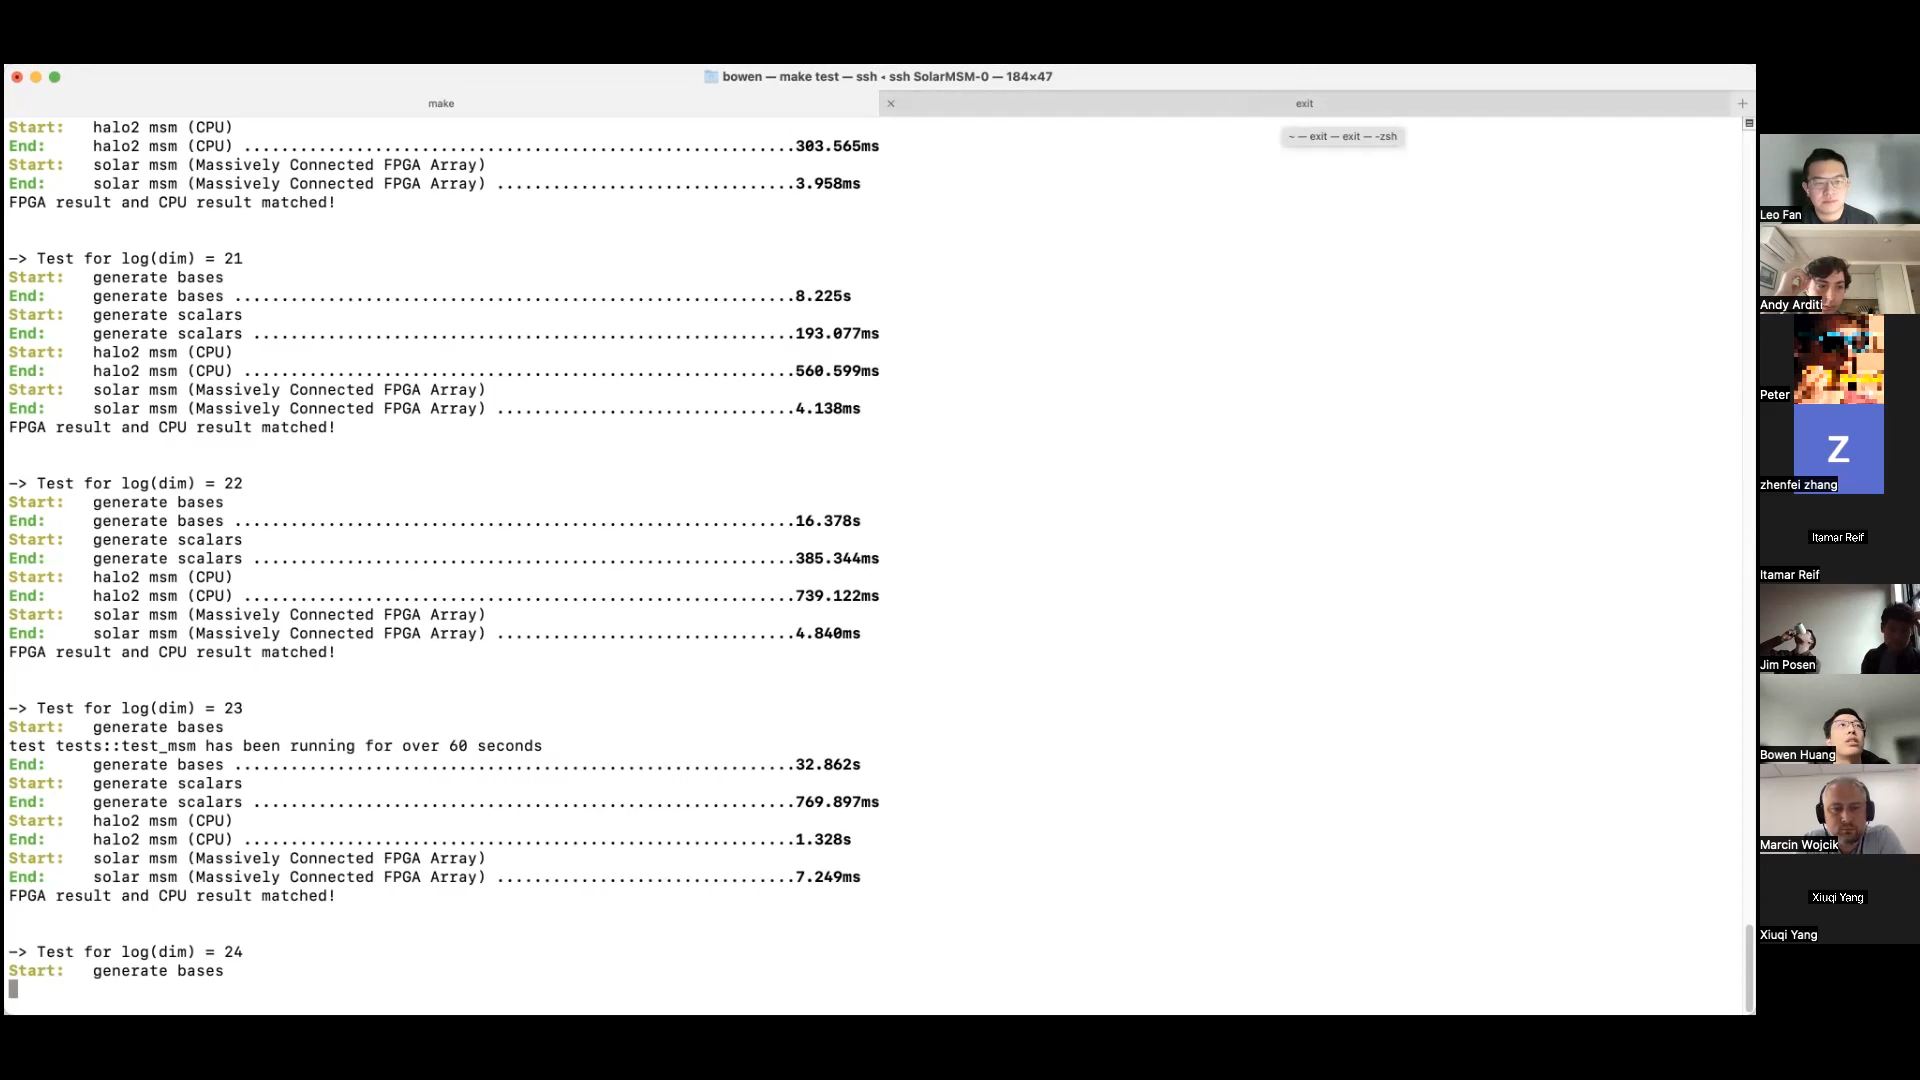 bowen — make test — ssh ◂ ssh SolarMSM-0 — 184×47
make
× exit +
~ — exit — exit — -zsh
Start: halo2 msm (CPU)
End: halo2 msm (CPU) ...........................................................303.565ms
Start: solar msm (Massively Connected FPGA Array)
End: solar msm (Massively Connected FPGA Array) ................................3.958ms
FPGA result and CPU result matched!
-> Test for log(dim) = 21
Start: generate bases
End: generate bases ............................................................8.225s
Start: generate scalars
End: generate scalars ..........................................................193.077ms
Start: halo2 msm (CPU)
End: halo2 msm (CPU) ...........................................................560.599ms
Start: solar msm (Massively Connected FPGA Array)
End: solar msm (Massively Connected FPGA Array) ................................4.138ms
FPGA result and CPU result matched!
-> Test for log(dim) = 22
Start: generate bases
End: generate bases ............................................................16.378s
Start: generate scalars
End: generate scalars ..........................................................385.344ms
Start: halo2 msm (CPU)
End: halo2 msm (CPU) ...........................................................739.122ms
Start: solar msm (Massively Connected FPGA Array)
End: solar msm (Massively Connected FPGA Array) ................................4.840ms
FPGA result and CPU result matched!
-> Test for log(dim) = 23
Start: generate bases
test tests::test_msm has been running for over 60 seconds
End: generate bases ............................................................32.862s
Start: generate scalars
End: generate scalars ..........................................................769.897ms
Start: halo2 msm (CPU)
End: halo2 msm (CPU) ...........................................................1.328s
Start: solar msm (Massively Connected FPGA Array)
End: solar msm (Massively Connected FPGA Array) ................................7.249ms
FPGA result and CPU result matched!
-> Test for log(dim) = 24
Start: generate bases
Leo Fan
Andy Arditi
Peter
Z
zhenfei zhang
Itamar Reif
Itamar Reif
Jim Posen
Bowen Huang
Marcin Wojcik
Xiuqi Yang
Xiuqi Yang